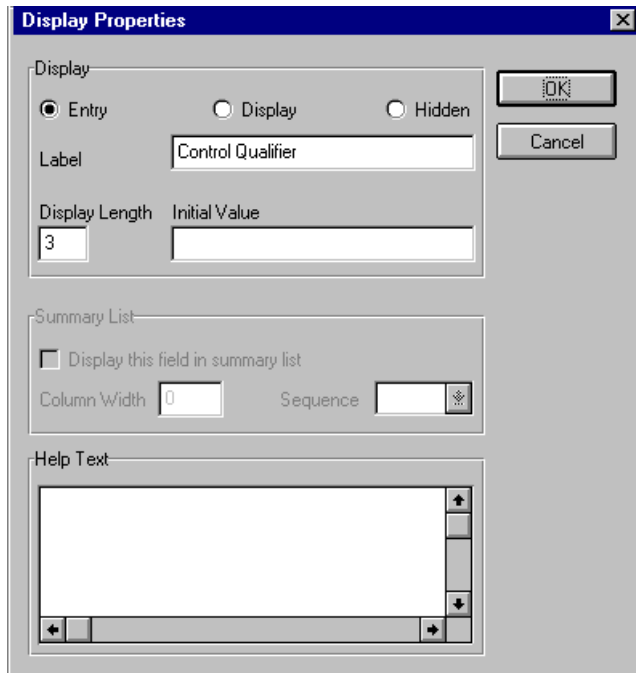 Display Properties
Display
OK
Entry Display Hidden
Cancel
Label Control Qualifier
Display Length Initial Value
3
Summary List
Display this field in summary list
Column Width 0 Sequence
Help Text